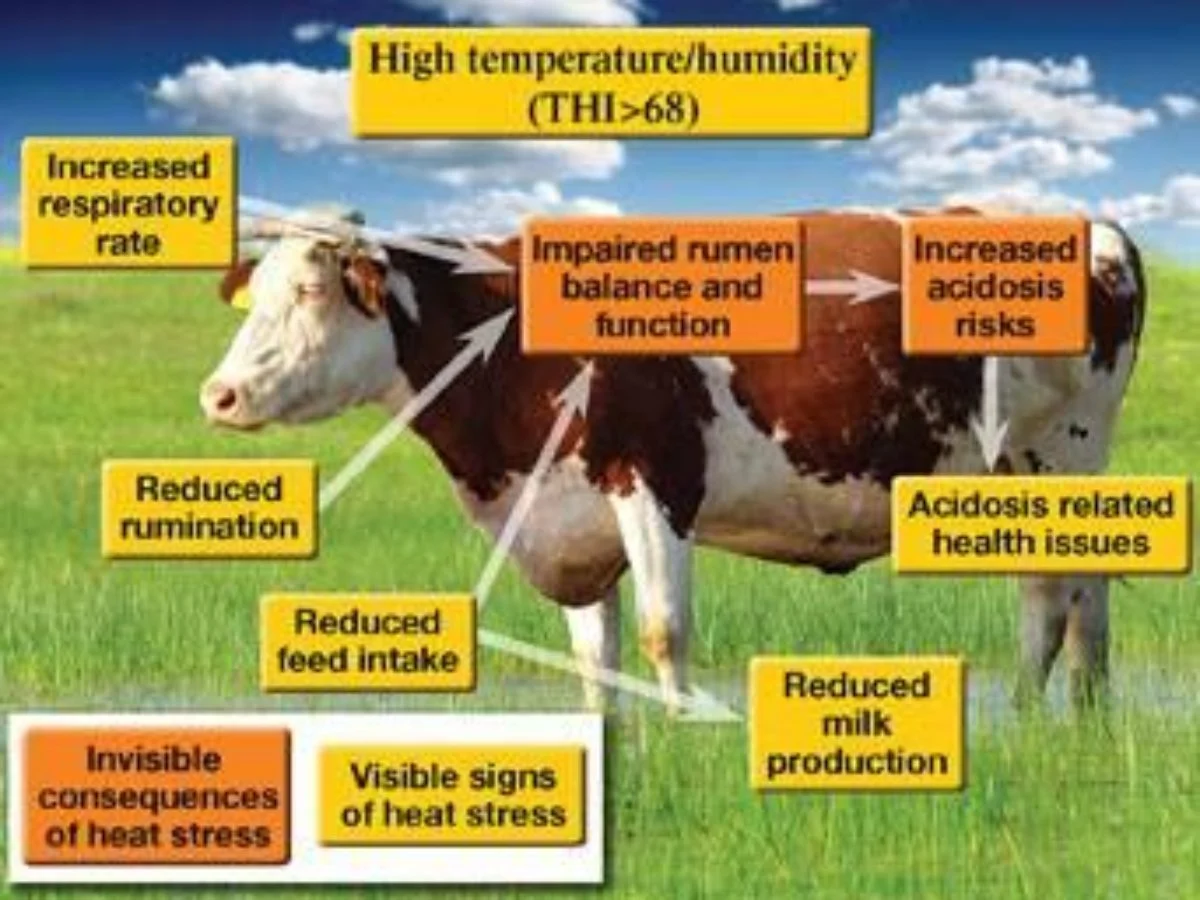 High temperature/humidity
(THI>68)
Increased
respiratory
rate
Impaired rumen
balance and
function
Increased
acidosis
risks
Reduced
rumination
Acidosis related
health issues
Reduced
feed intake
Reduced
milk
production
Invisible
consequences
of heat stress
Visible signs
of heat stress